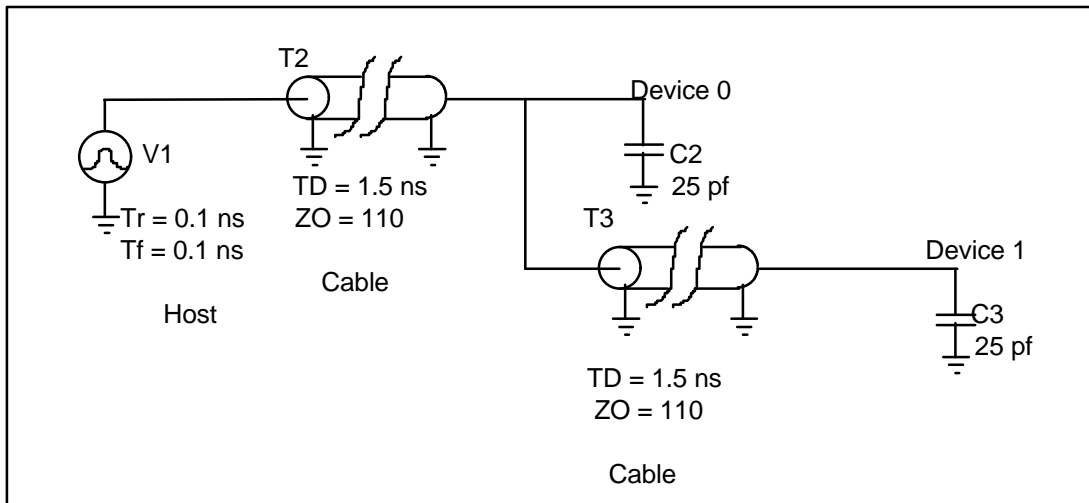 T2
Device 0
V1
C2
25 pf
TD = 1.5 ns
ZO = 110
Tr = 0.1 ns
Tf = 0.1 ns
T3
Cable
Device 1
Host
C3
25 pf
TD = 1.5 ns
ZO = 110
Cable